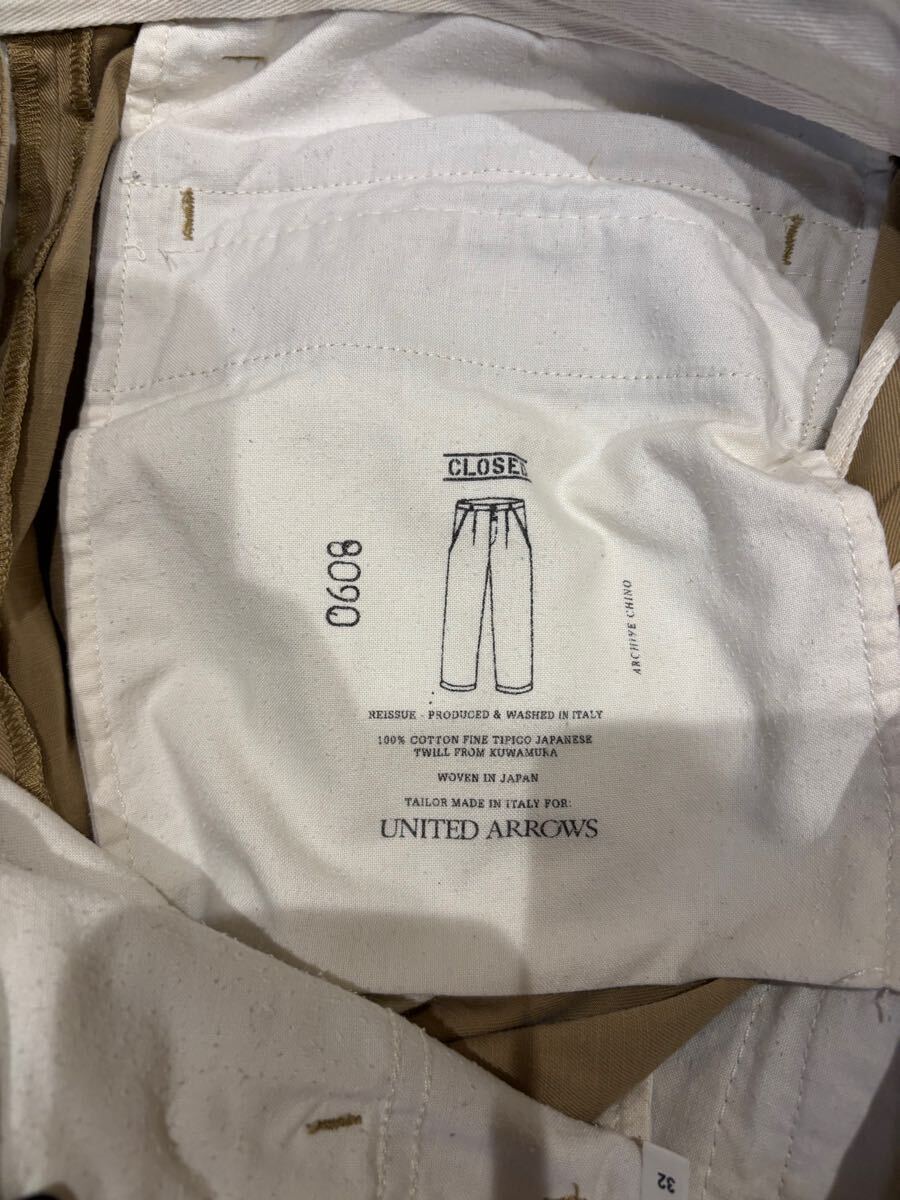 CLOSED
0608
ARCHIVE CHINO
REISSUE - PRODUCED & WASHED IN ITALY
100% COTTON FINE TIPICO JAPANESE
TWILL FROM KUWAMURA
WOVEN IN JAPAN
TAILOR MADE IN ITALY FOR:
UNITED ARROWS
32